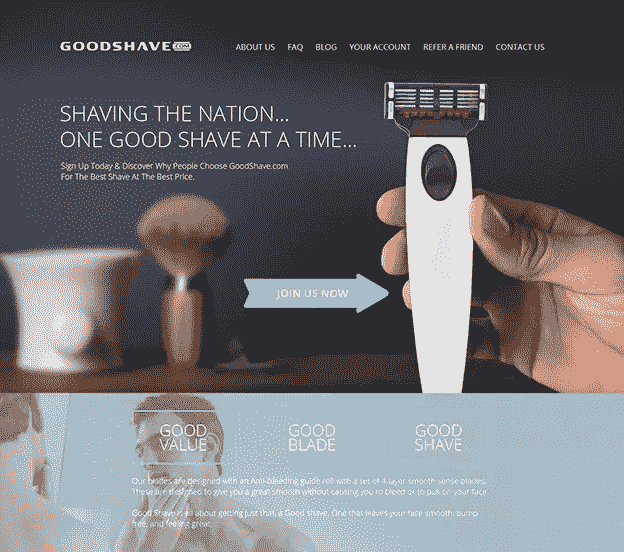 GOODSHAVE.COM
ABOUT US FAQ BLOG YOUR ACCOUNT REFER A FRIEND CONTACT US
SHAVING THE NATION...
ONE GOOD SHAVE AT A TIME...
Sign Up Today & Discover Why People Choose GoodShave.com
For The Best Shave At The Best Price.
JOIN US NOW
GOOD VALUE
GOOD BLADE
GOOD SHAVE
Our blades are designed with an Anti-bleeding guide roll with a set of 4-layer smooth sense blades.
These are designed to give you a great smooth without causing you to bleed or to pull on your face
Good Shave is all about getting just that, a Good shave. One that leaves your face smooth, bump
free, and feeling great.